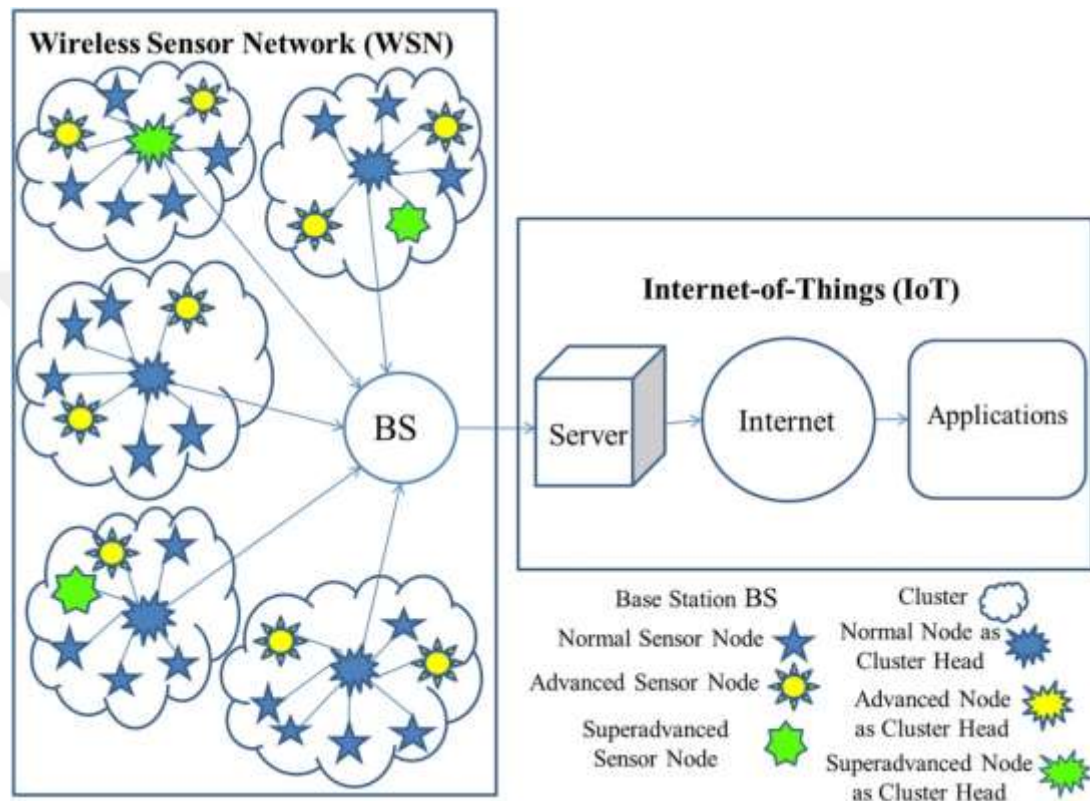 Wireless Sensor Network (WSN)
BS
Internet-of-Things (IoT)
Server
Internet
Applications
Base Station BS
Normal Sensor Node
Advanced Sensor Node
Superadvanced
Sensor Node
Cluster
Normal Node as
Cluster Head
Advanced Node
as Cluster Head
Superadvanced Node
as Cluster Head